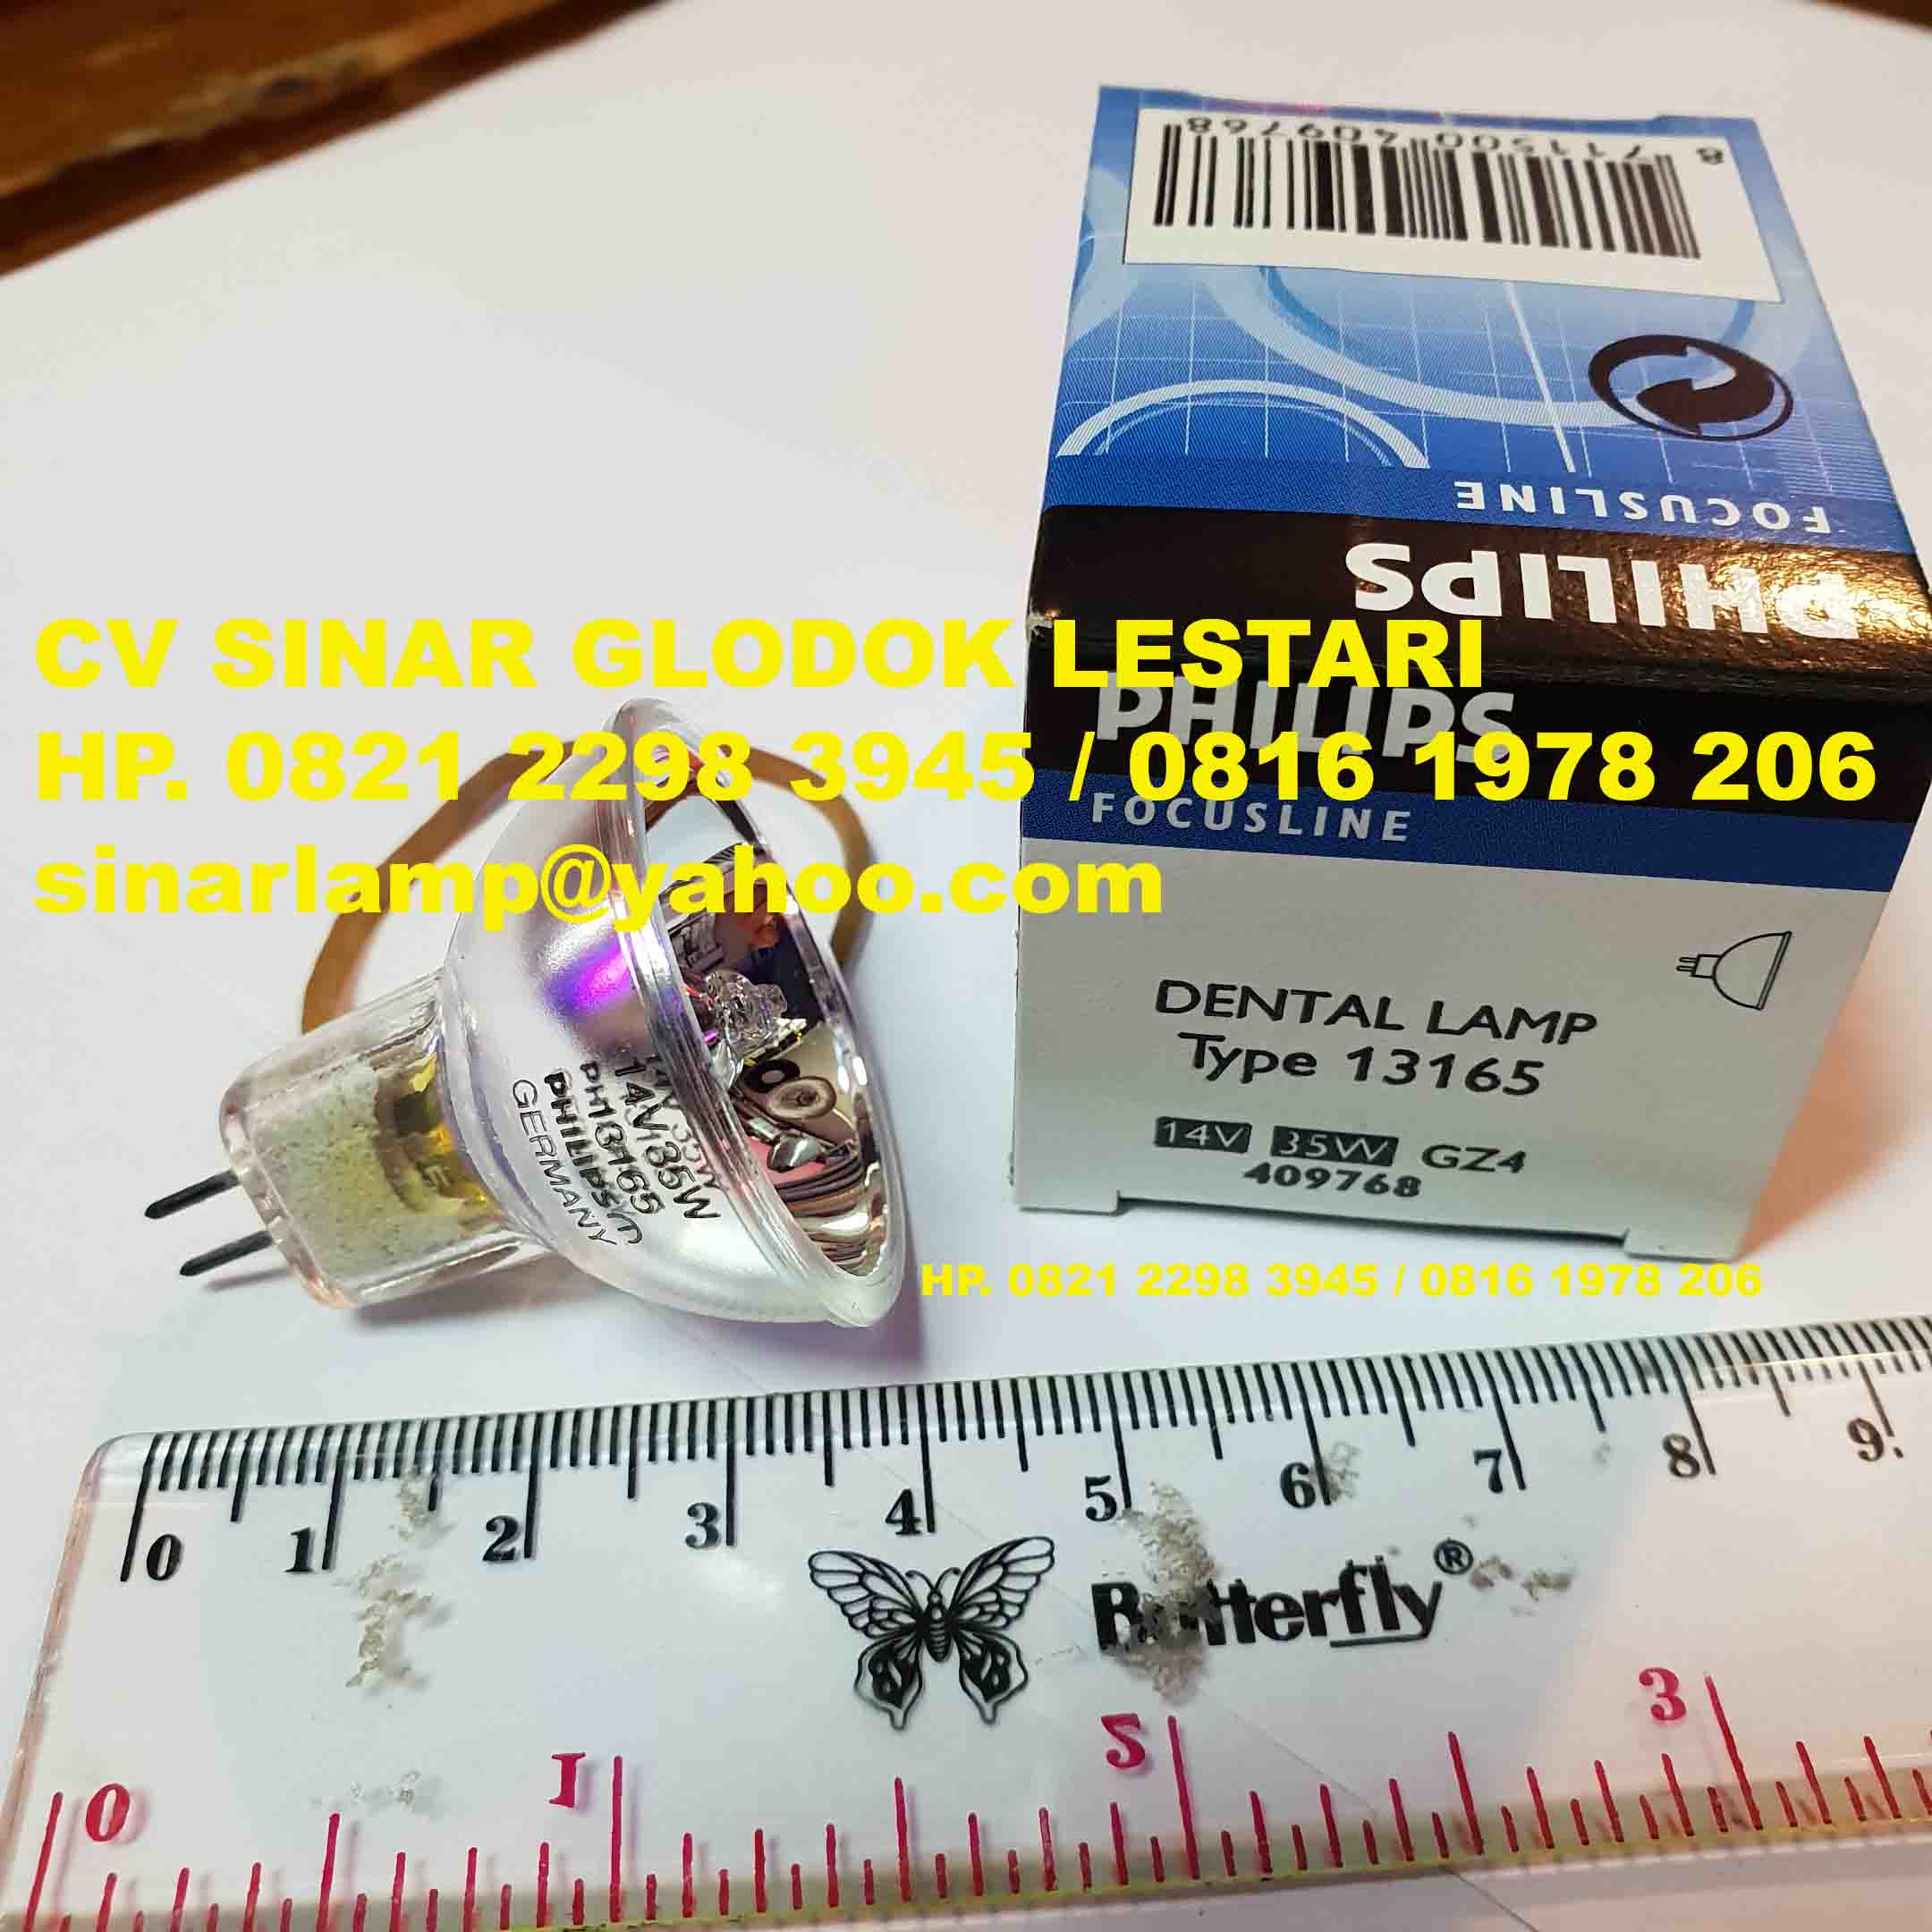 8 711500 409768
FOCUSLINE
PHILIPS
CV SINAR GLODOK LESTARI
PHILIPS
HP. 0821 2298 3945 / 0816 1978 206
FOCUSLINE
sinarlamp@yahoo.com
DENTAL LAMP
Type 13165
14V 35W GZ4
409768
14V 35W
PH13165
PHILIPS
GERMANY
HP. 0821 2298 3945 / 0816 1978 206
0 1 2 3 4 5 6 7 8 9
Butterfly®
0 1 2 3